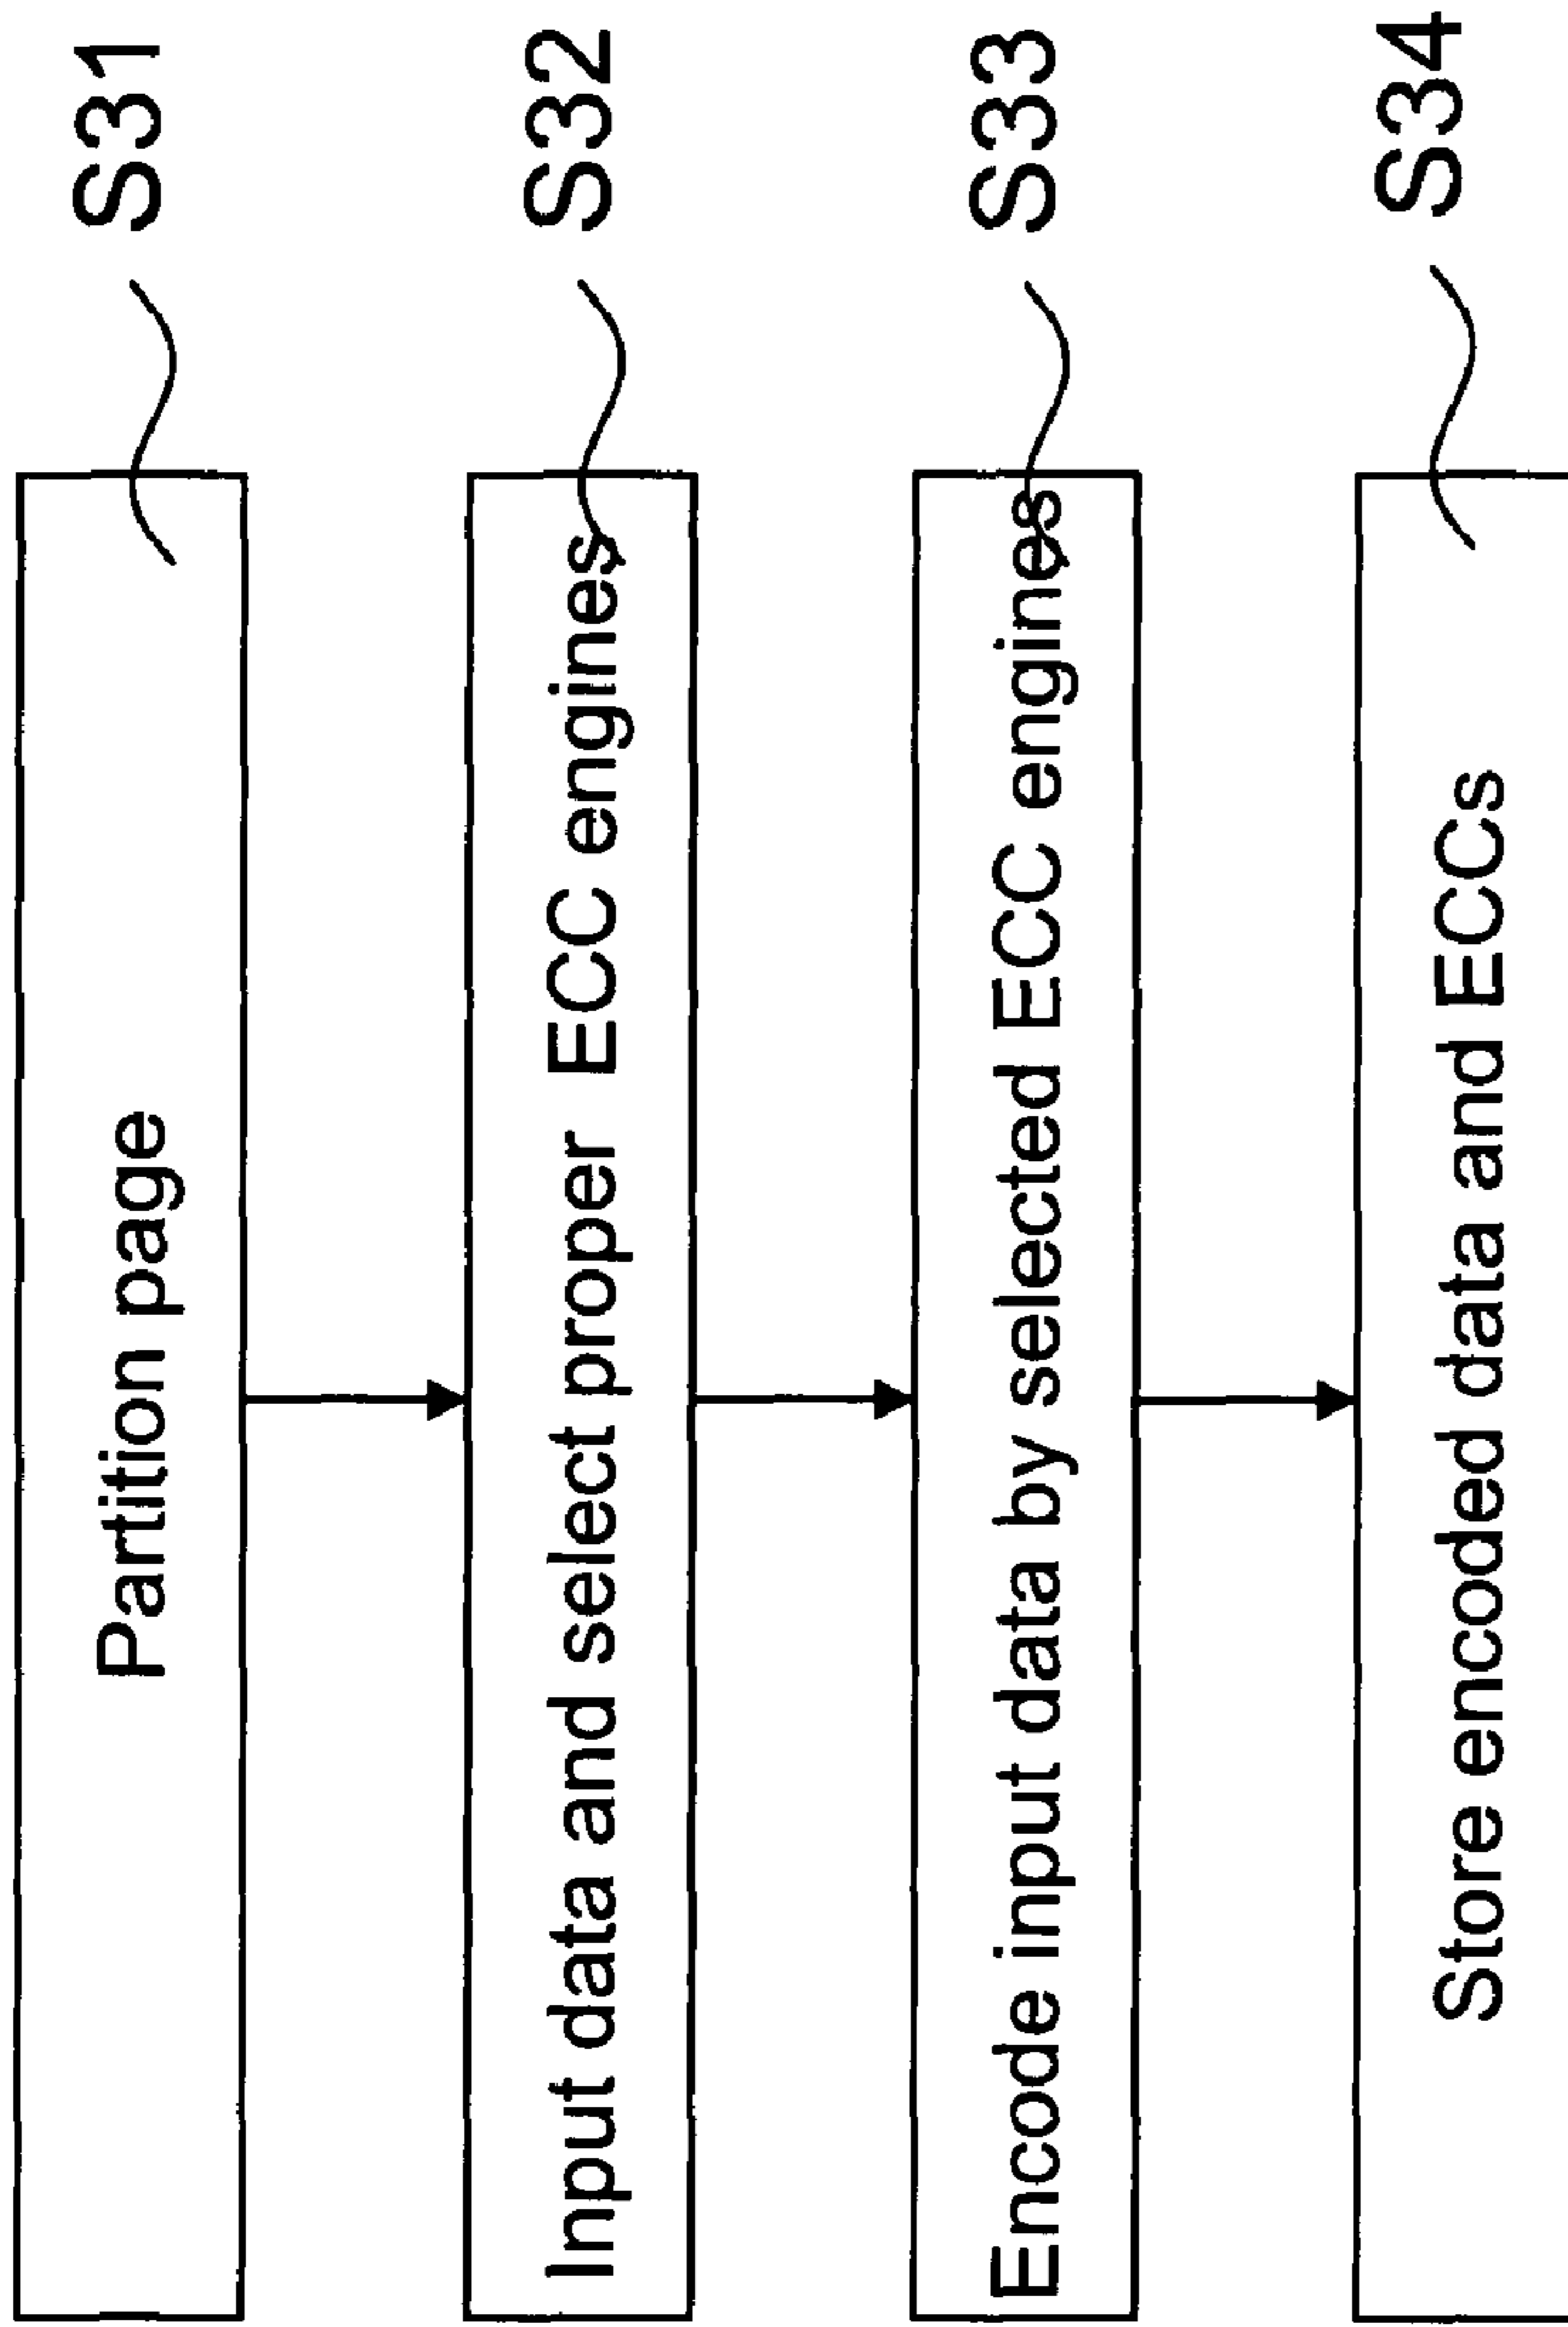 Partition page
S31
Input data and select proper ECC engines
S32
Encode input data by selected ECC engines
S33
Store encoded data and ECCs
S34